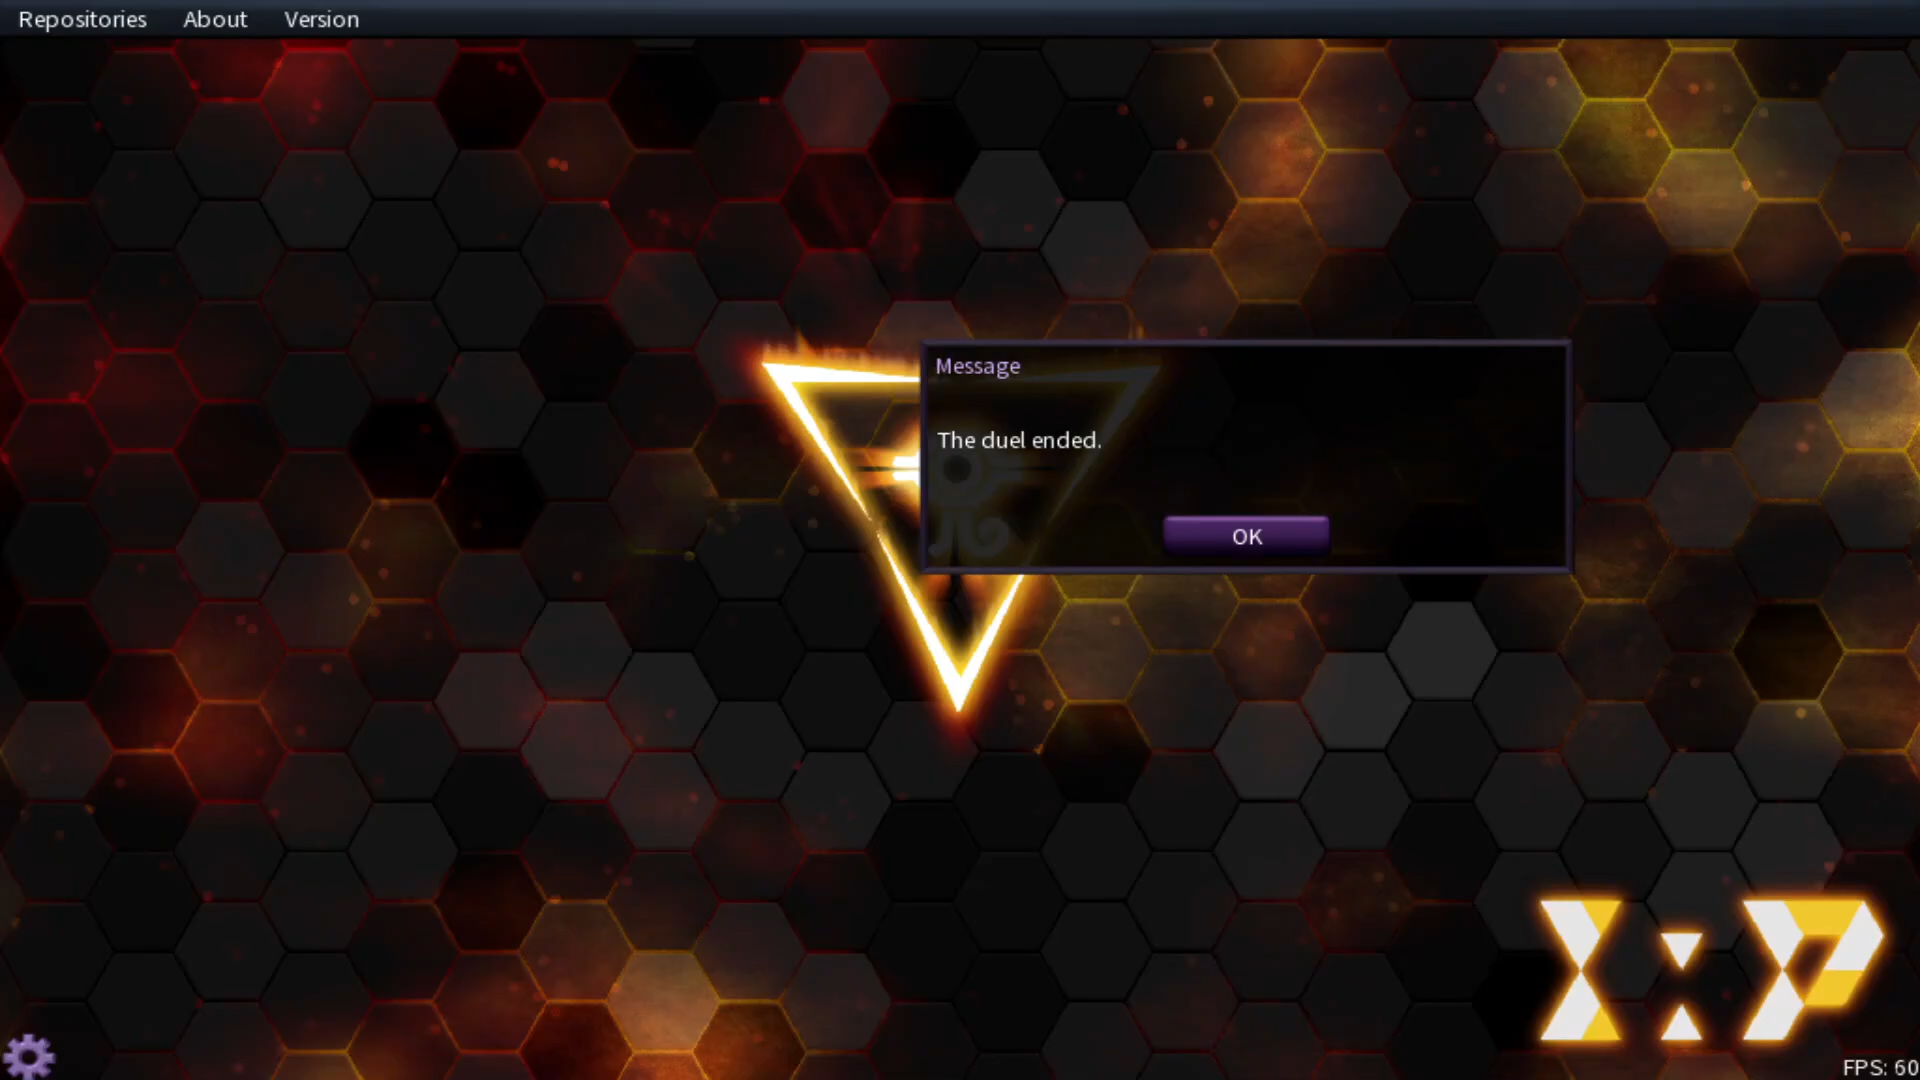 Repositories About Version
Message
The duel ended.
OK
FPS: 60